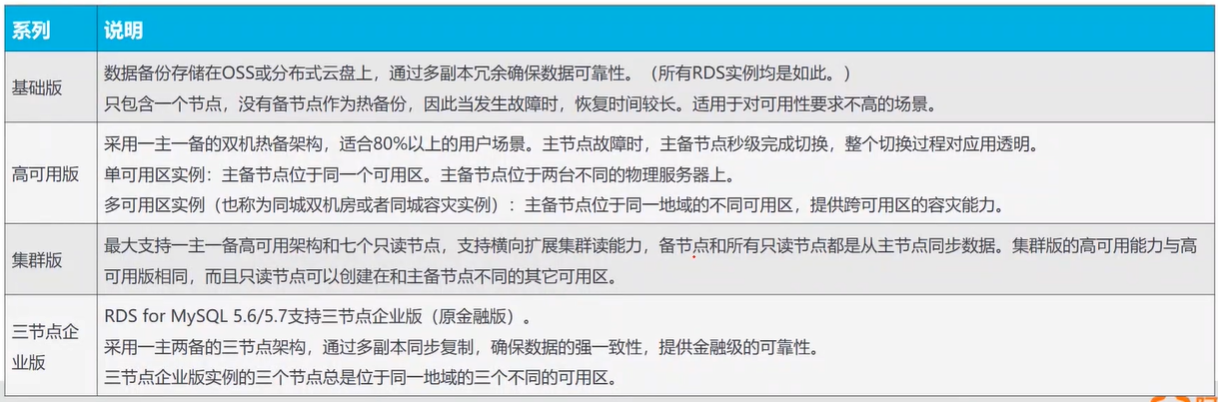 系列 说明
基础版
数据备份存储在OSS或分布式云盘上，通过多副本冗余确保数据可靠性。（所有RDS实例均是如此。）
只包含一个节点，没有备节点作为热备份，因此当发生故障时，恢复时间较长。适用于对可用性要求不高的场景。
高可用版
采用一主一备的双机热备架构，适合80%以上的用户场景。主节点故障时，主备节点秒级完成切换，整个切换过程对应用透明。
单可用区实例：主备节点位于同一个可用区。主备节点位于两台不同的物理服务器上。
多可用区实例（也称为同城双机房或者同城容灾实例）：主备节点位于同一地域的不同可用区，提供跨可用区的容灾能力。
集群版
最大支持一主一备高可用架构和七个只读节点，支持横向扩展集群读能力，备节点和所有只读节点都是从主节点同步数据。集群版的高可用能力与高
可用版相同，而且只读节点可以创建在和主备节点不同的其它可用区。
三节点企
业版
RDS for MySQL 5.6/5.7支持三节点企业版（原金融版）。
采用一主两备的三节点架构，通过多副本同步复制，确保数据的强一致性，提供金融级的可靠性。
三节点企业版实例的三个节点总是位于同一地域的三个不同的可用区。